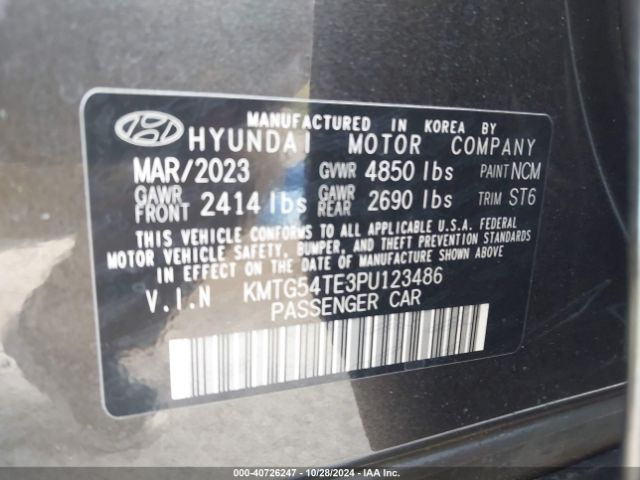 MANUFACTURED IN KOREA BY
HYUNDAI MOTOR COMPANY
MAR/2023 GVWR 4850 lbs PAINT NCM
GAWR FRONT 2414 lbs GAWR REAR 2690 lbs TRIM ST6
THIS VEHICLE CONFORMS TO ALL APPLICABLE U.S.A. FEDERAL
MOTOR VEHICLE SAFETY, BUMPER, AND THEFT PREVENTION STANDARDS
IN EFFECT ON THE DATE OF MANUFACTURE SHOWN ABOVE.
V.I.N KMTG54TE3PU123486
PASSENGER CAR
000-40726247 - 10/28/2024 - Copyright © IAA, LLC